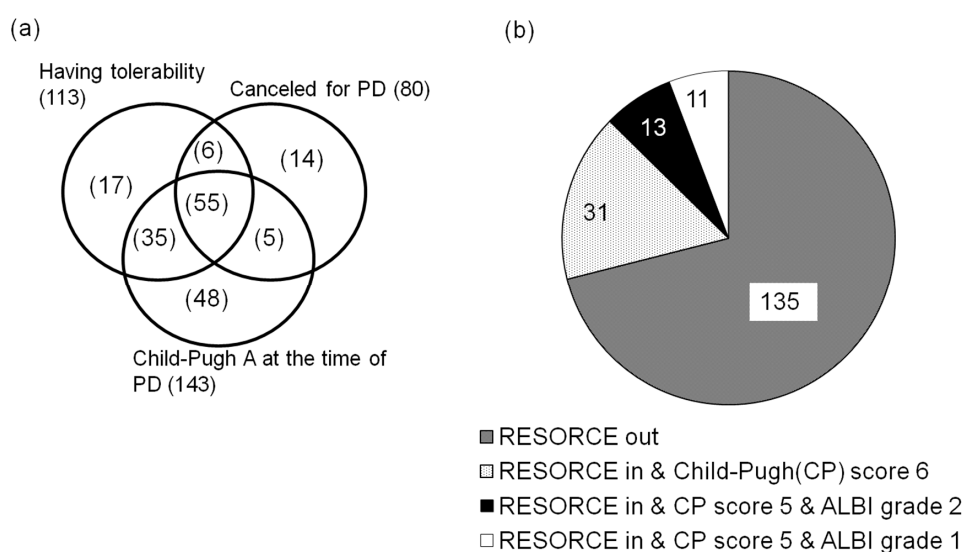 (a)
Having tolerability
(113)
Canceled for PD (80)
(6)
(14)
(17)
(55)
(35)
(5)
(48)
Child-Pugh A at the time of
PD (143)
(b)
11
13
31
135
RESORCE out
RESORCE in & Child-Pugh(CP) score 6
RESORCE in & CP score 5 & ALBI grade 2
RESORCE in & CP score 5 & ALBI grade 1